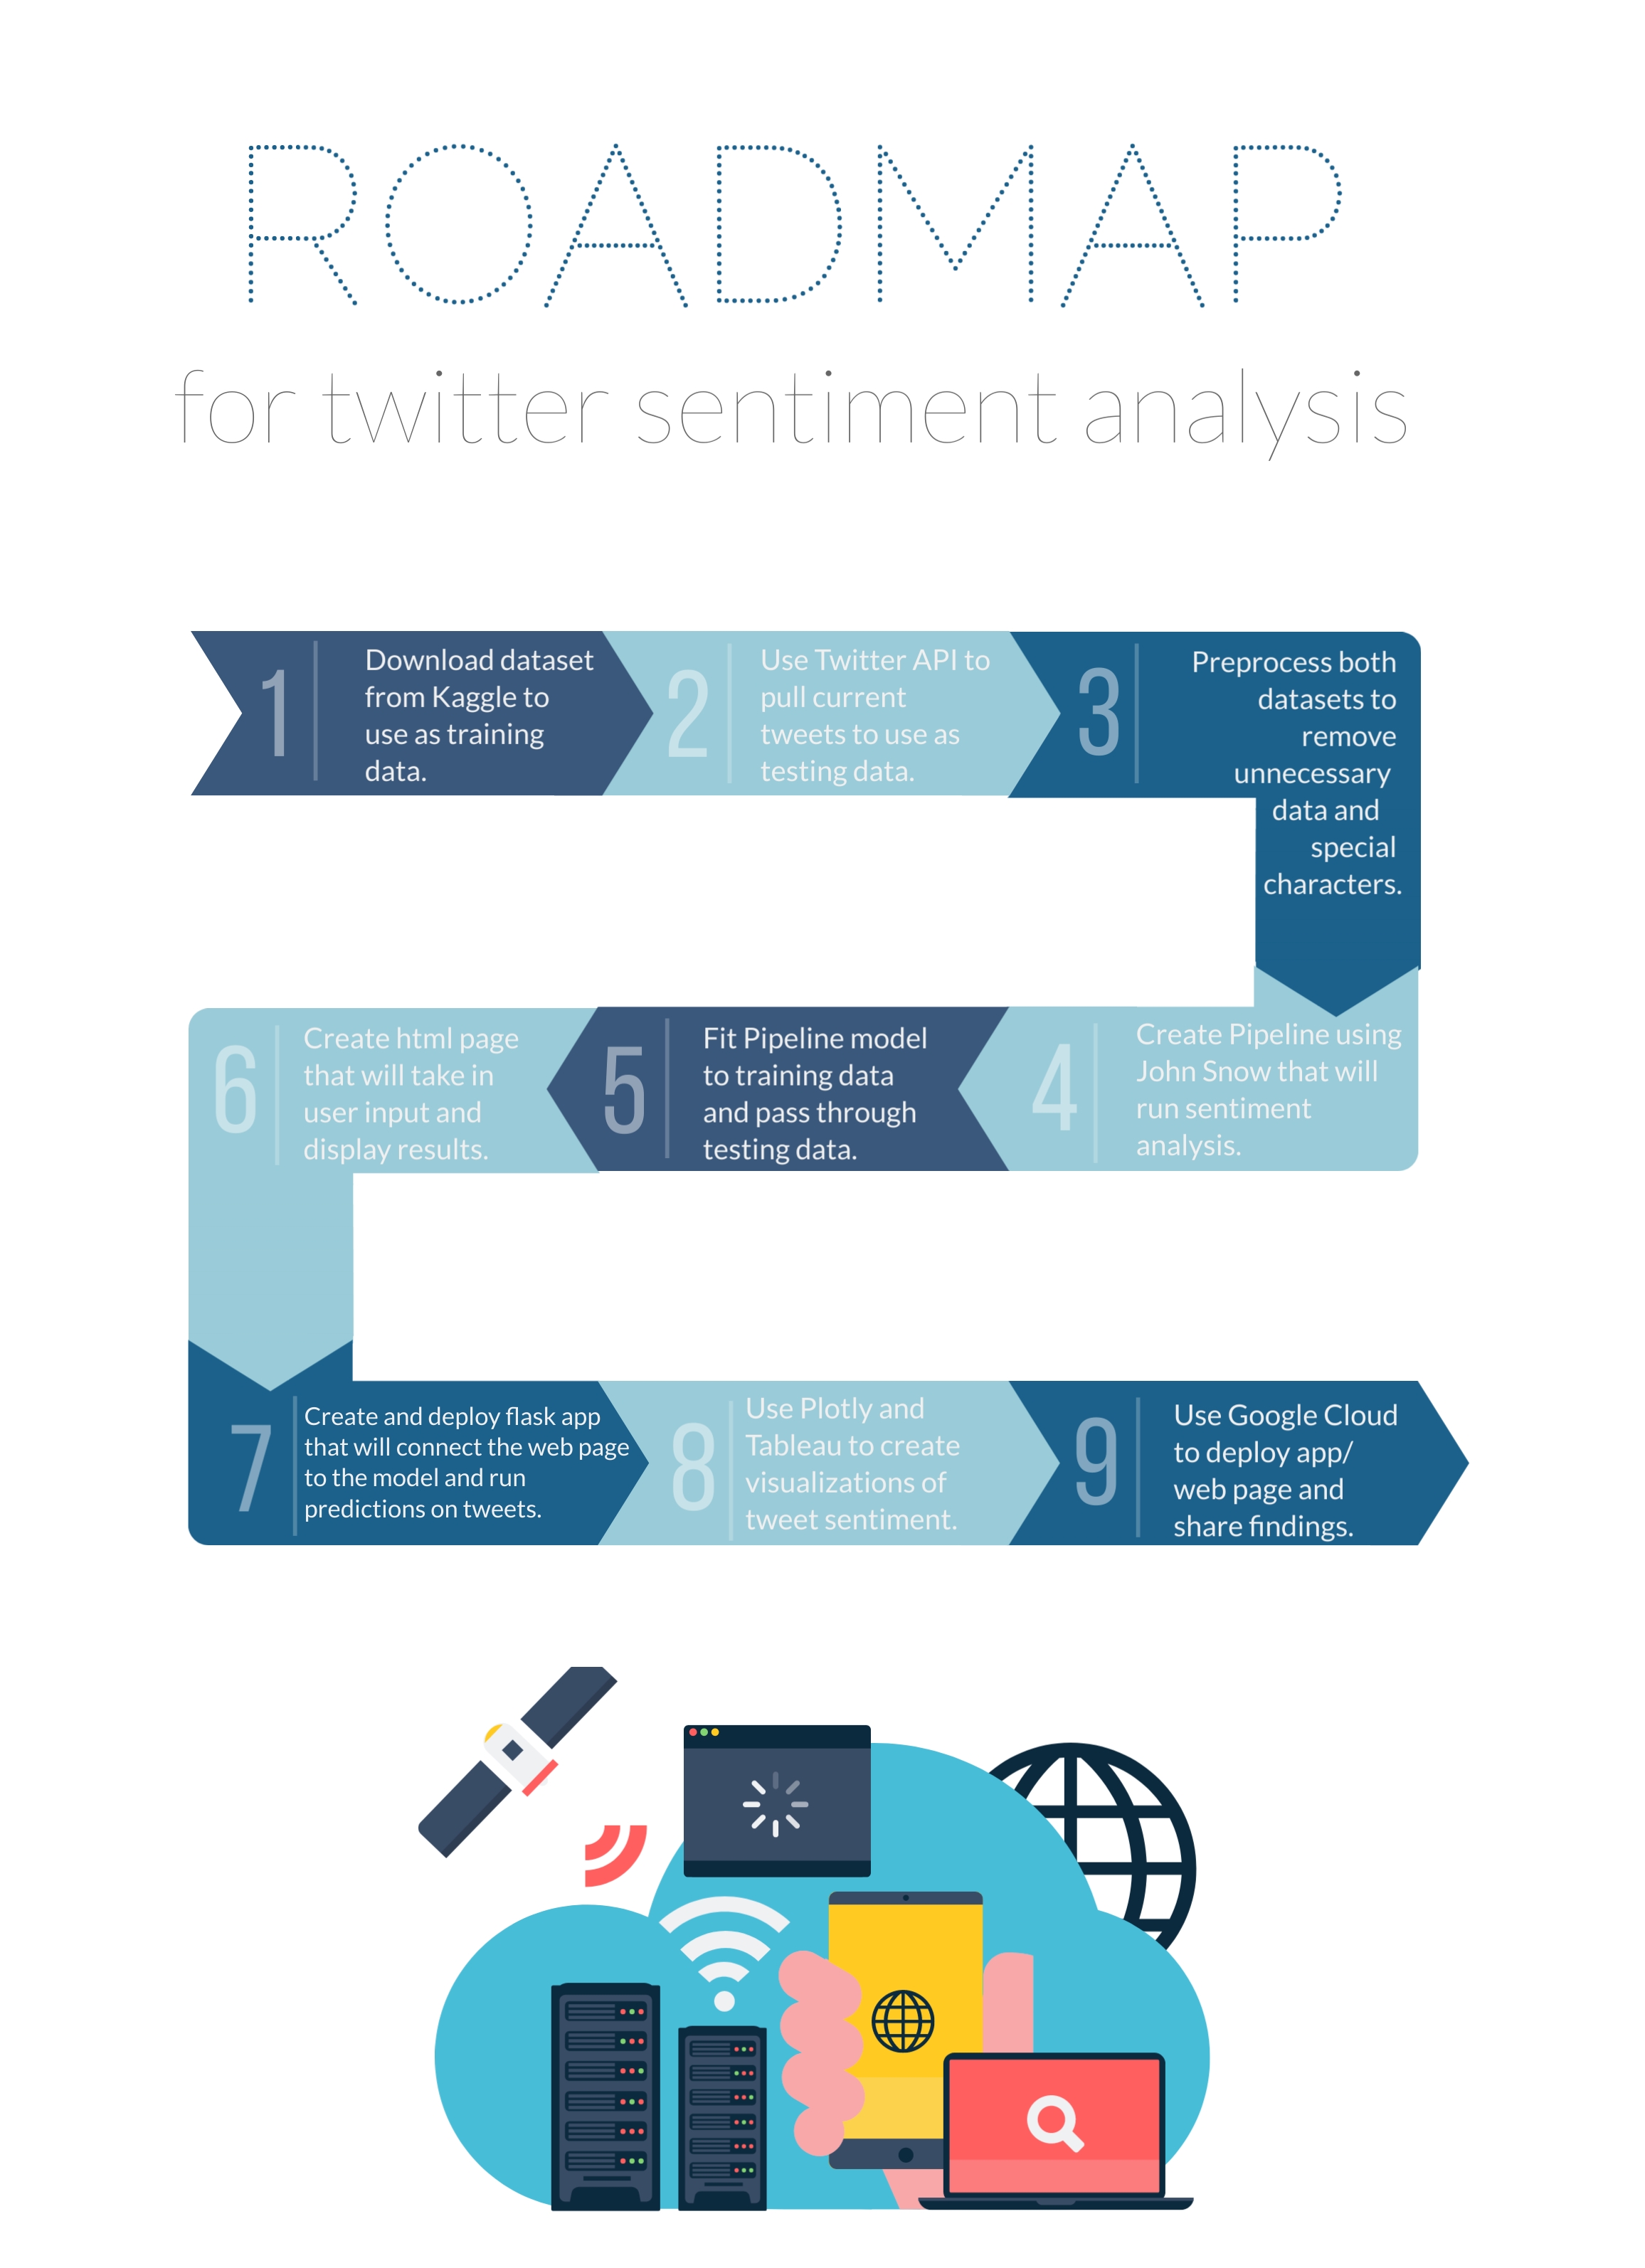 ROADMAP
for twitter sentiment analysis
1
Download dataset
from Kaggle to
use as training
data.
2
Use Twitter API to
pull current
tweets to use as
testing data.
3
Preprocess both
datasets to
remove
unnecessary
data and
special
characters.
4
Create Pipeline using
John Snow that will
run sentiment
analysis.
5
Fit Pipeline model
to training data
and pass through
testing data.
6
Create html page
that will take in
user input and
display results.
7
Create and deploy flask app
that will connect the web page
to the model and run
predictions on tweets.
8
Use Plotly and
Tableau to create
visualizations of
tweet sentiment.
9
Use Google Cloud
to deploy app/
web page and
share findings.